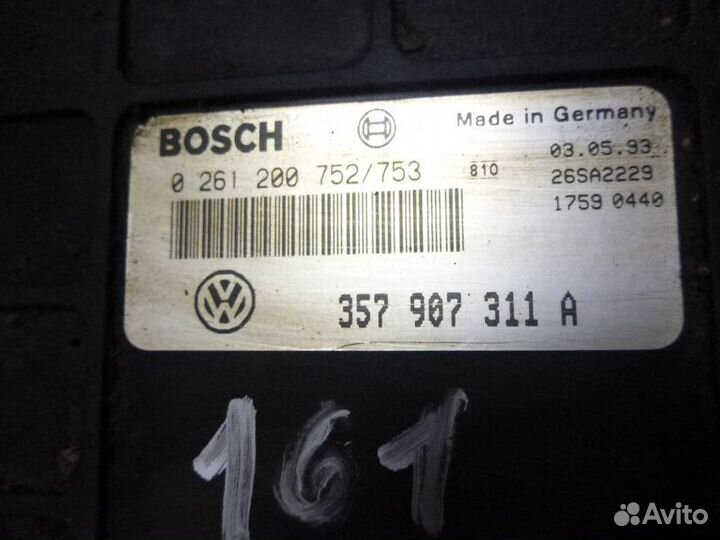 BOSCH
Made in Germany
0 261 200 752/753
810
03.05.93
26SA2229
1759 0440
VW
357 907 311 A
161
Avito